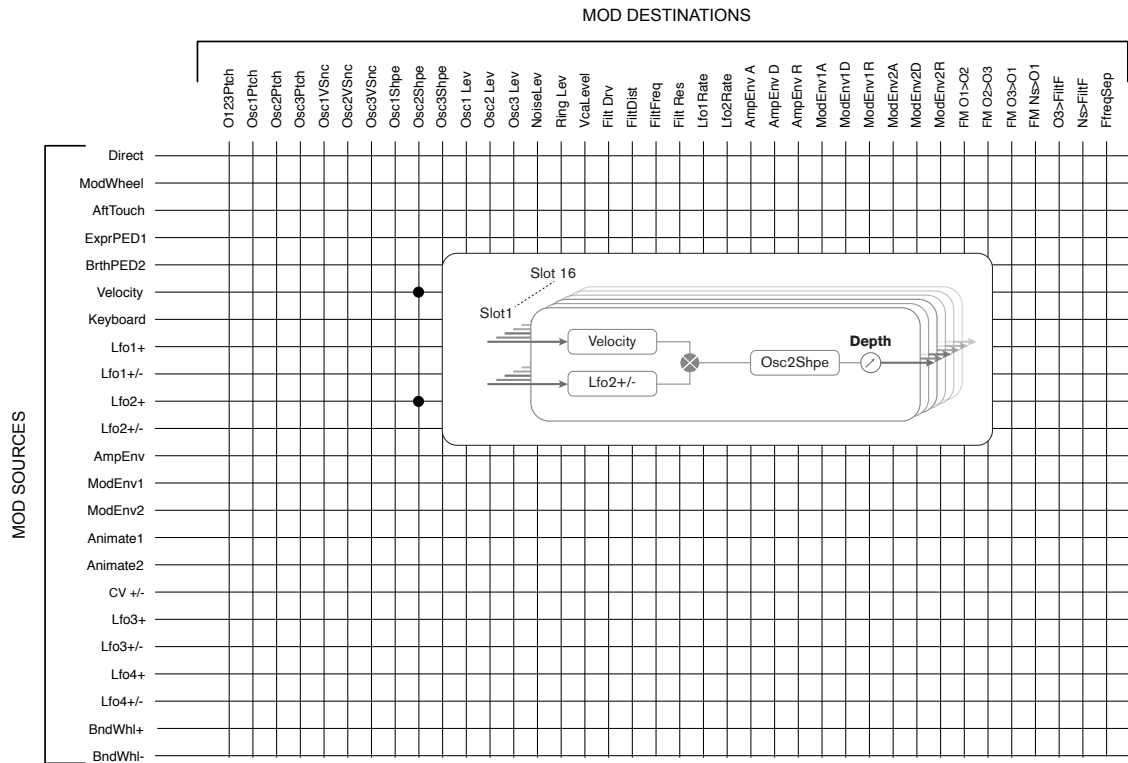 MOD DESTINATIONS
O123Ptch
Osc1Ptch
Osc2Ptch
Osc3Ptch
Osc1VSnc
Osc2VSnc
Osc3VSnc
Osc1Shpe
Osc2Shpe
Osc3Shpe
Osc1 Lev
Osc2 Lev
Osc3 Lev
NoiseLev
Ring Lev
VcaLevel
Filt Drv
FiltDist
FiltFreq
Filt Res
Lfo1Rate
Lfo2Rate
AmpEnv A
AmpEnv D
AmpEnv R
ModEnv1A
ModEnv1D
ModEnv1R
ModEnv2A
ModEnv2D
ModEnv2R
FM O1>O2
FM O2>O3
FM O3>O1
FM Ns>O1
O3>FiltF
Ns>FiltF
FfreqSep
MOD SOURCES
Direct
ModWheel
AftTouch
ExprPED1
BrthPED2
Velocity
Keyboard
Lfo1+
Lfo1+/-
Lfo2+
Lfo2+/-
AmpEnv
ModEnv1
ModEnv2
Animate1
Animate2
CV +/-
Lfo3+
Lfo3+/-
Lfo4+
Lfo4+/-
BndWhl+
BndWhl-
Slot 16
Slot1
Velocity
Lfo2+/-
Osc2Shpe
Depth